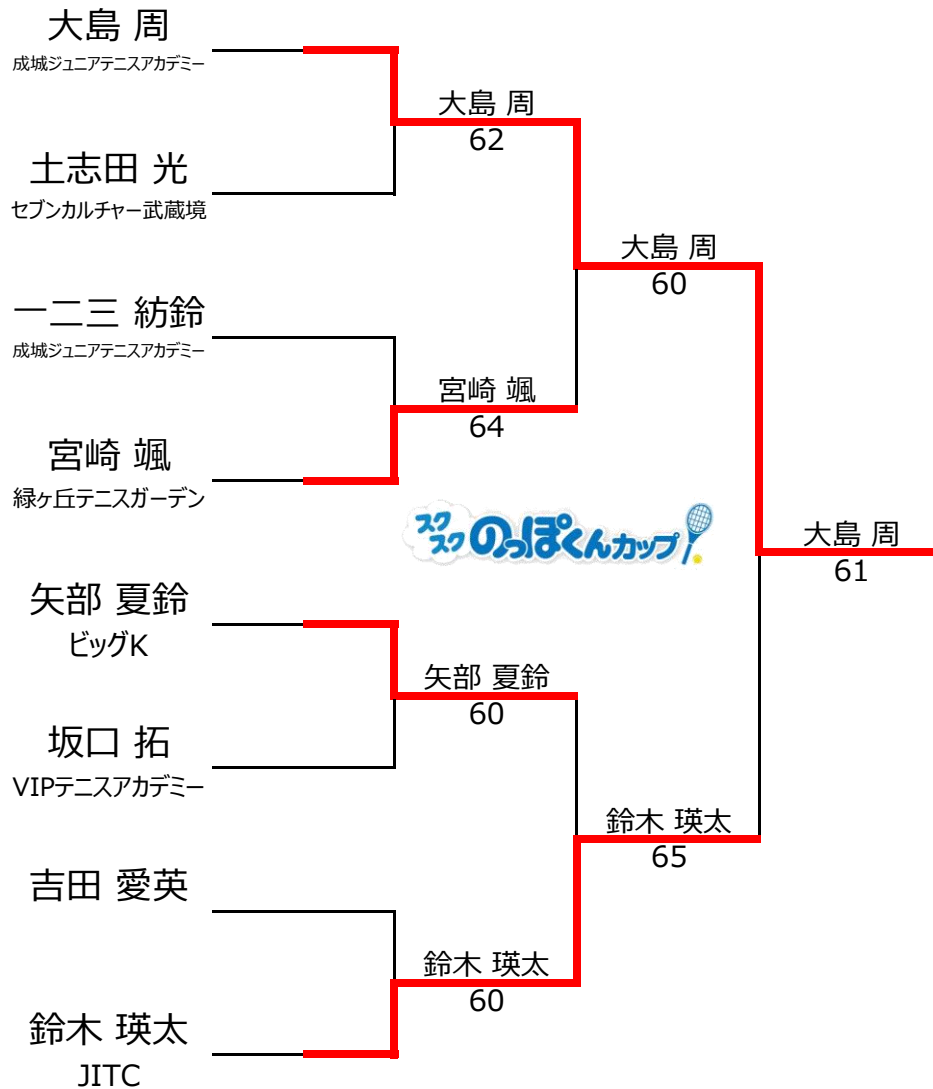 大島 周
成城ジュニアテニスアカデミー
大島 周
62
土志田 光
セブンカルチャー武蔵境
大島 周
60
一二三 紡鈴
成城ジュニアテニスアカデミー
宮崎 颯
64
宮崎 颯
緑ヶ丘テニスガーデン
スクスク のっぽくんカップ
大島 周
61
矢部 夏鈴
ビッグK
矢部 夏鈴
60
坂口 拓
VIPテニスアカデミー
鈴木 瑛太
65
吉田 愛英
鈴木 瑛太
60
鈴木 瑛太
JITC